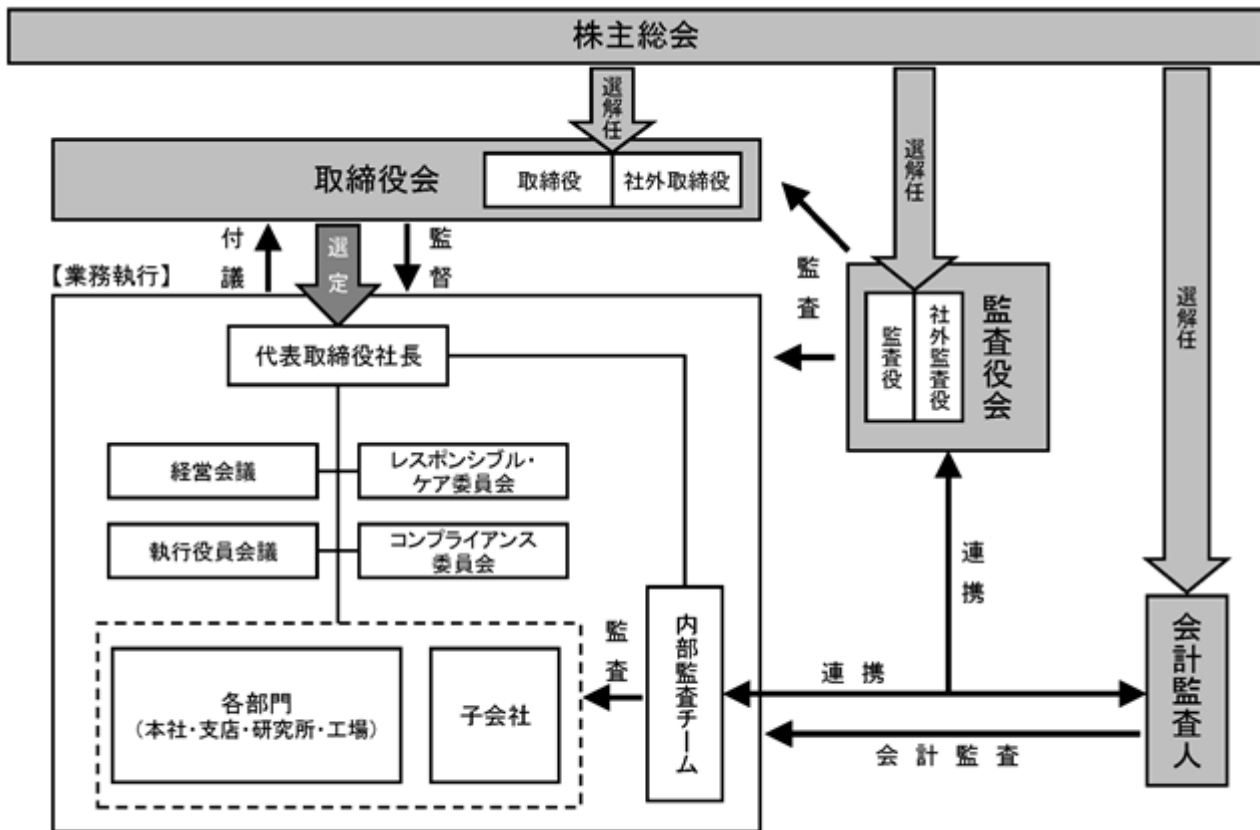 株主総会
選解任
選解任
選解任
取締役会
取締役
社外取締役
付議
選定
監督
【業務執行】
監査
監査役
社外監査役
監査役会
代表取締役社長
経営会議
レスポンシブル・
ケア委員会
執行役員会議
コンプライアンス
委員会
連携
各部門
(本社・支店・研究所・工場)
子会社
監査
内部監査チーム
連携
会計監査
会計監査人